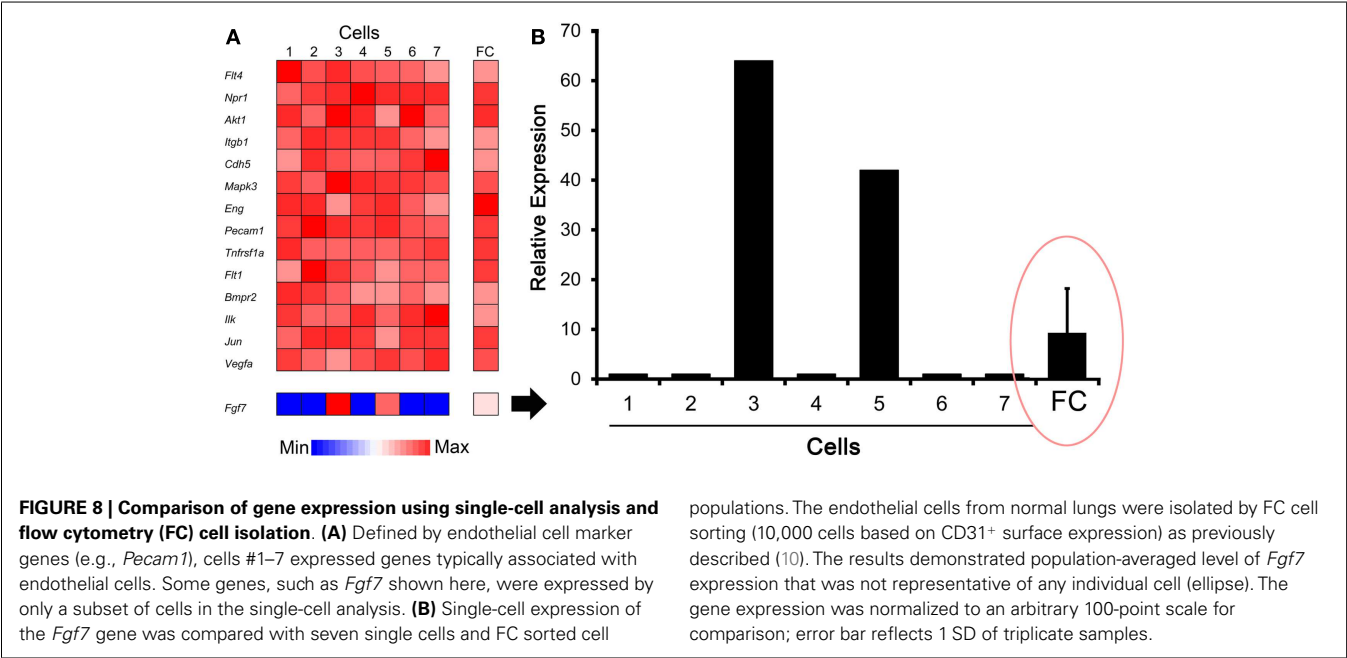 A
Cells
1 2 3 4 5 6 7 FC
Flt4
Npr1
Akt1
Itgb1
Cdh5
Mapk3
Eng
Pecam1
Tnfrsf1a
Flt1
Bmpr2
Ilk
Jun
Vegfa
Fgf7
Min Max
B
Relative Expression
70
60
50
40
30
20
10
0
1 2 3 4 5 6 7 FC
Cells
FIGURE 8 | Comparison of gene expression using single-cell analysis and
flow cytometry (FC) cell isolation. (A) Defined by endothelial cell marker
genes (e.g., Pecam1), cells #1–7 expressed genes typically associated with
endothelial cells. Some genes, such as Fgf7 shown here, were expressed by
only a subset of cells in the single-cell analysis. (B) Single-cell expression of
the Fgf7 gene was compared with seven single cells and FC sorted cell
populations. The endothelial cells from normal lungs were isolated by FC cell
sorting (10,000 cells based on CD31⁺ surface expression) as previously
described (10). The results demonstrated population-averaged level of Fgf7
expression that was not representative of any individual cell (ellipse). The
gene expression was normalized to an arbitrary 100-point scale for
comparison; error bar reflects 1 SD of triplicate samples.